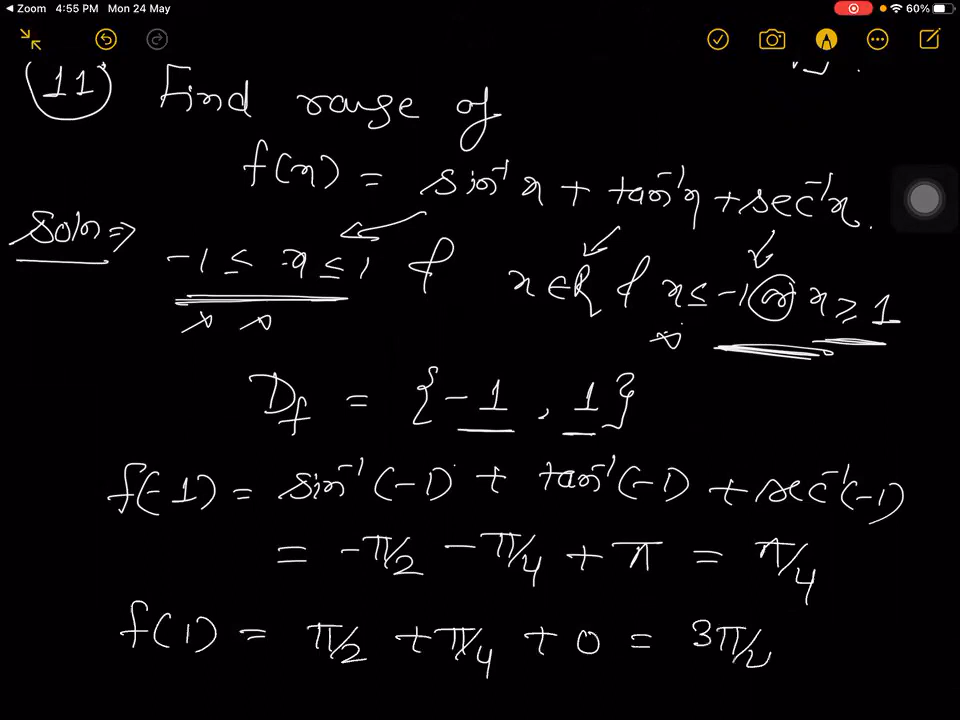 Zoom 4:55 PM Mon 24 May 60%
(11) Find range of
f(x) = sin⁻¹x + tan⁻¹x + sec⁻¹x.
Soln ⇒
-1 ≤ x ≤ 1 & x ∈ R & x ≤ -1 or x ≥ 1
D_f = {-1, 1}
f(-1) = sin⁻¹(-1) + tan⁻¹(-1) + sec⁻¹(-1)
= -π/2 - π/4 + π = π/4
f(1) = π/2 + π/4 + 0 = 3π/